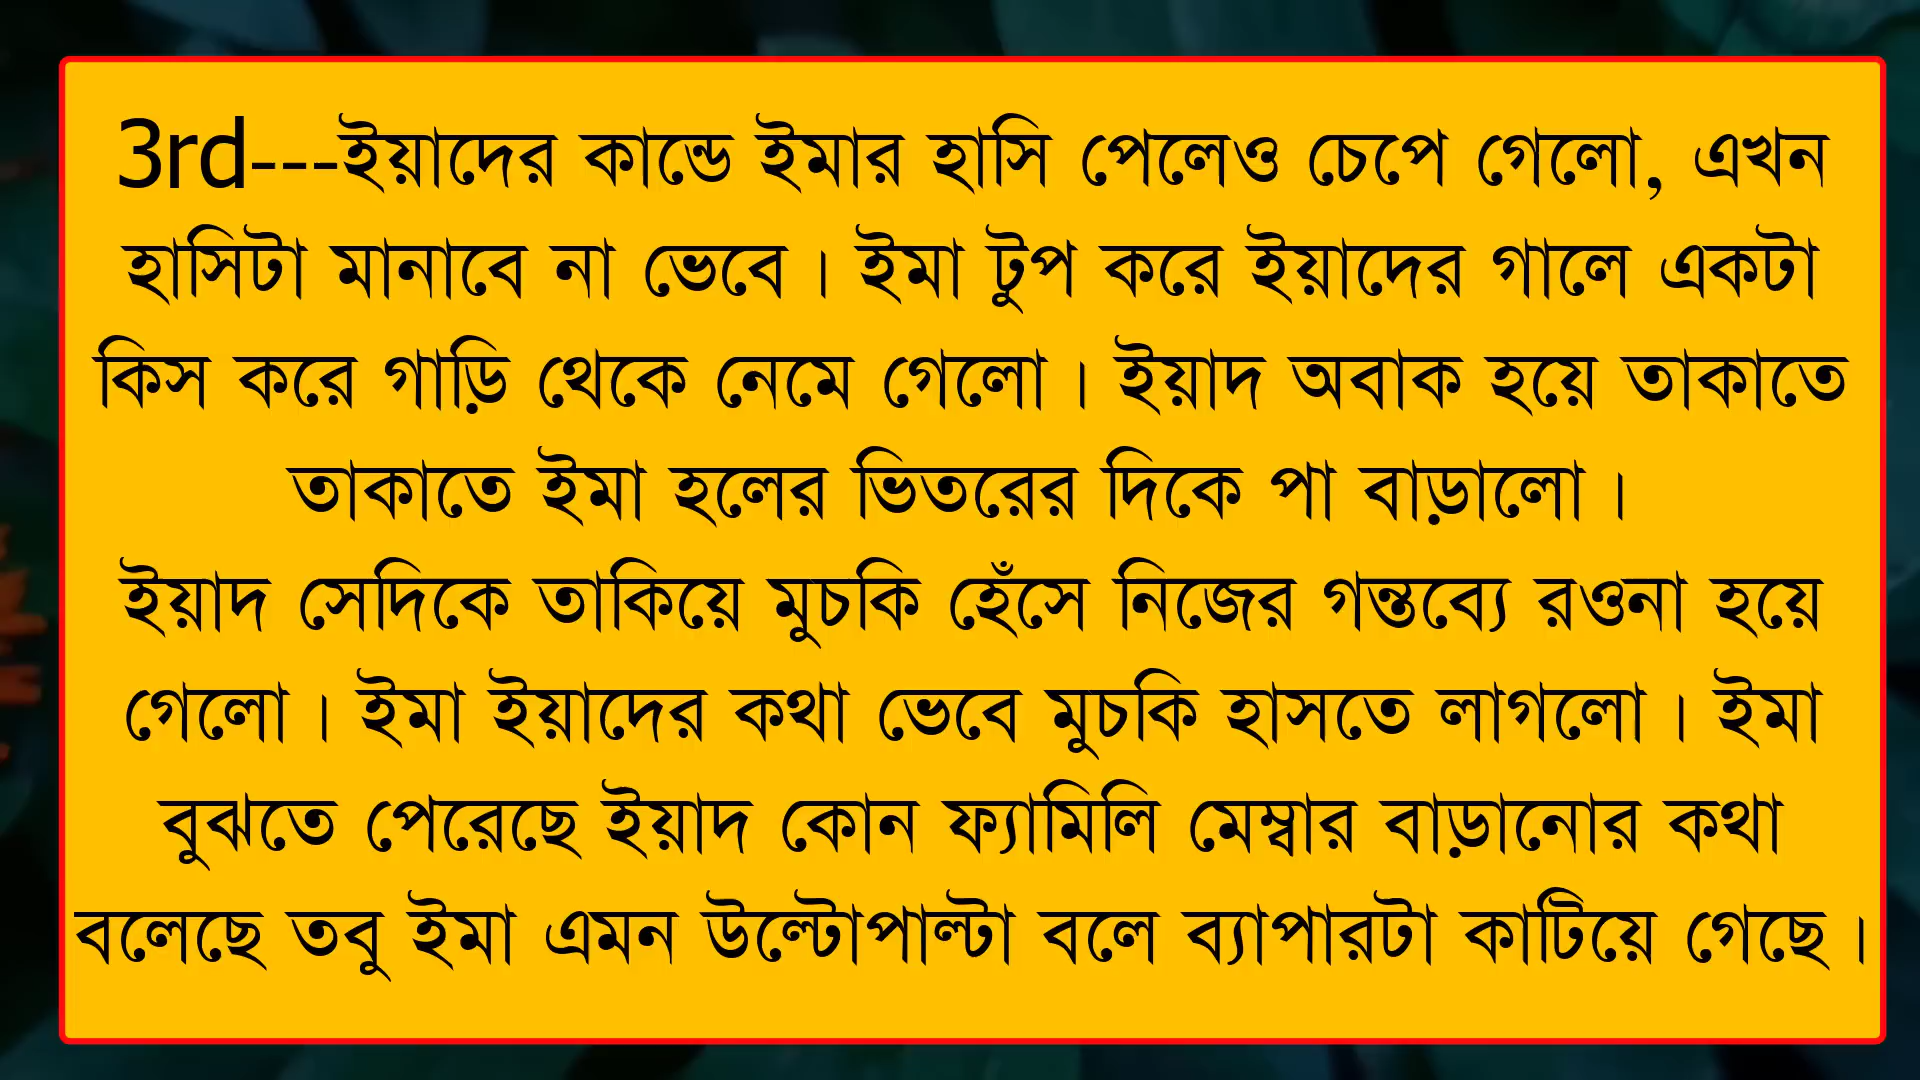 3rd---ইয়াদের কান্ডে ইমার হাসি পেলেও চেপে গেলো, এখন
হাসিটা মানাবে না ভেবে। ইমা টুপ করে ইয়াদের গালে একটা
কিস করে গাড়ি থেকে নেমে গেলো। ইয়াদ অবাক হয়ে তাকাতে
তাকাতে ইমা হলের ভিতরের দিকে পা বাড়ালো।
ইয়াদ সেদিকে তাকিয়ে মুচকি হেঁসে নিজের গন্তব্যে রওনা হয়ে
গেলো। ইমা ইয়াদের কথা ভেবে মুচকি হাসতে লাগলো। ইমা
বুঝতে পেরেছে ইয়াদ কোন ফ্যামিলি মেম্বার বাড়ানোর কথা
বলেছে তবু ইমা এমন উল্টোপাল্টা বলে ব্যাপারটা কাটিয়ে গেছে।